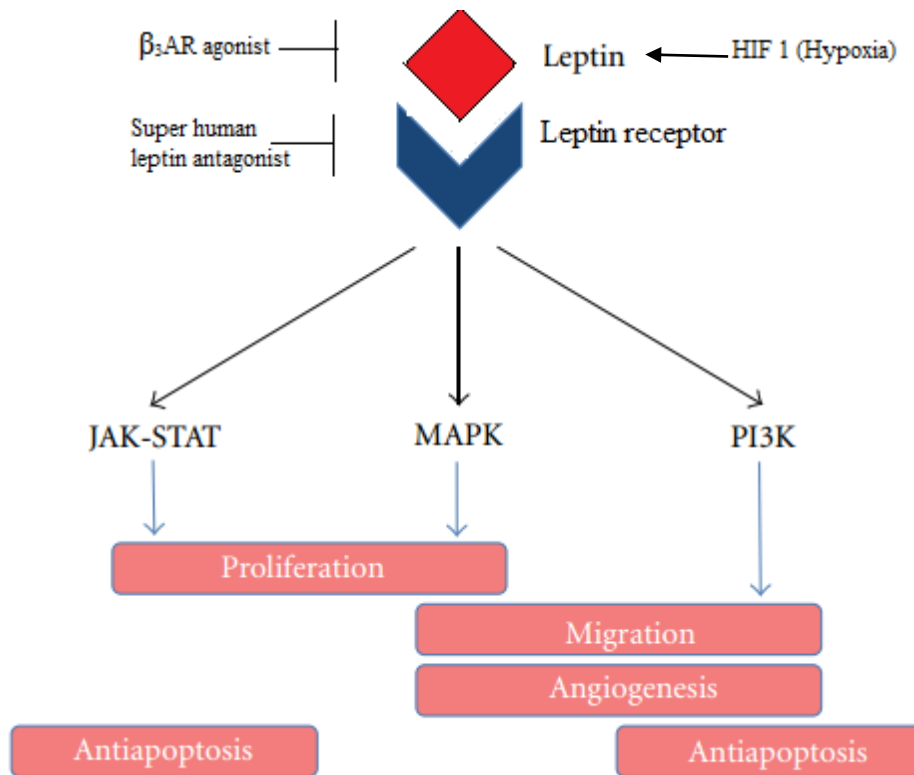 β₃AR agonist
Leptin
HIF 1 (Hypoxia)
Super human
leptin antagonist
Leptin receptor
JAK-STAT
MAPK
PI3K
Proliferation
Migration
Angiogenesis
Antiapoptosis
Antiapoptosis